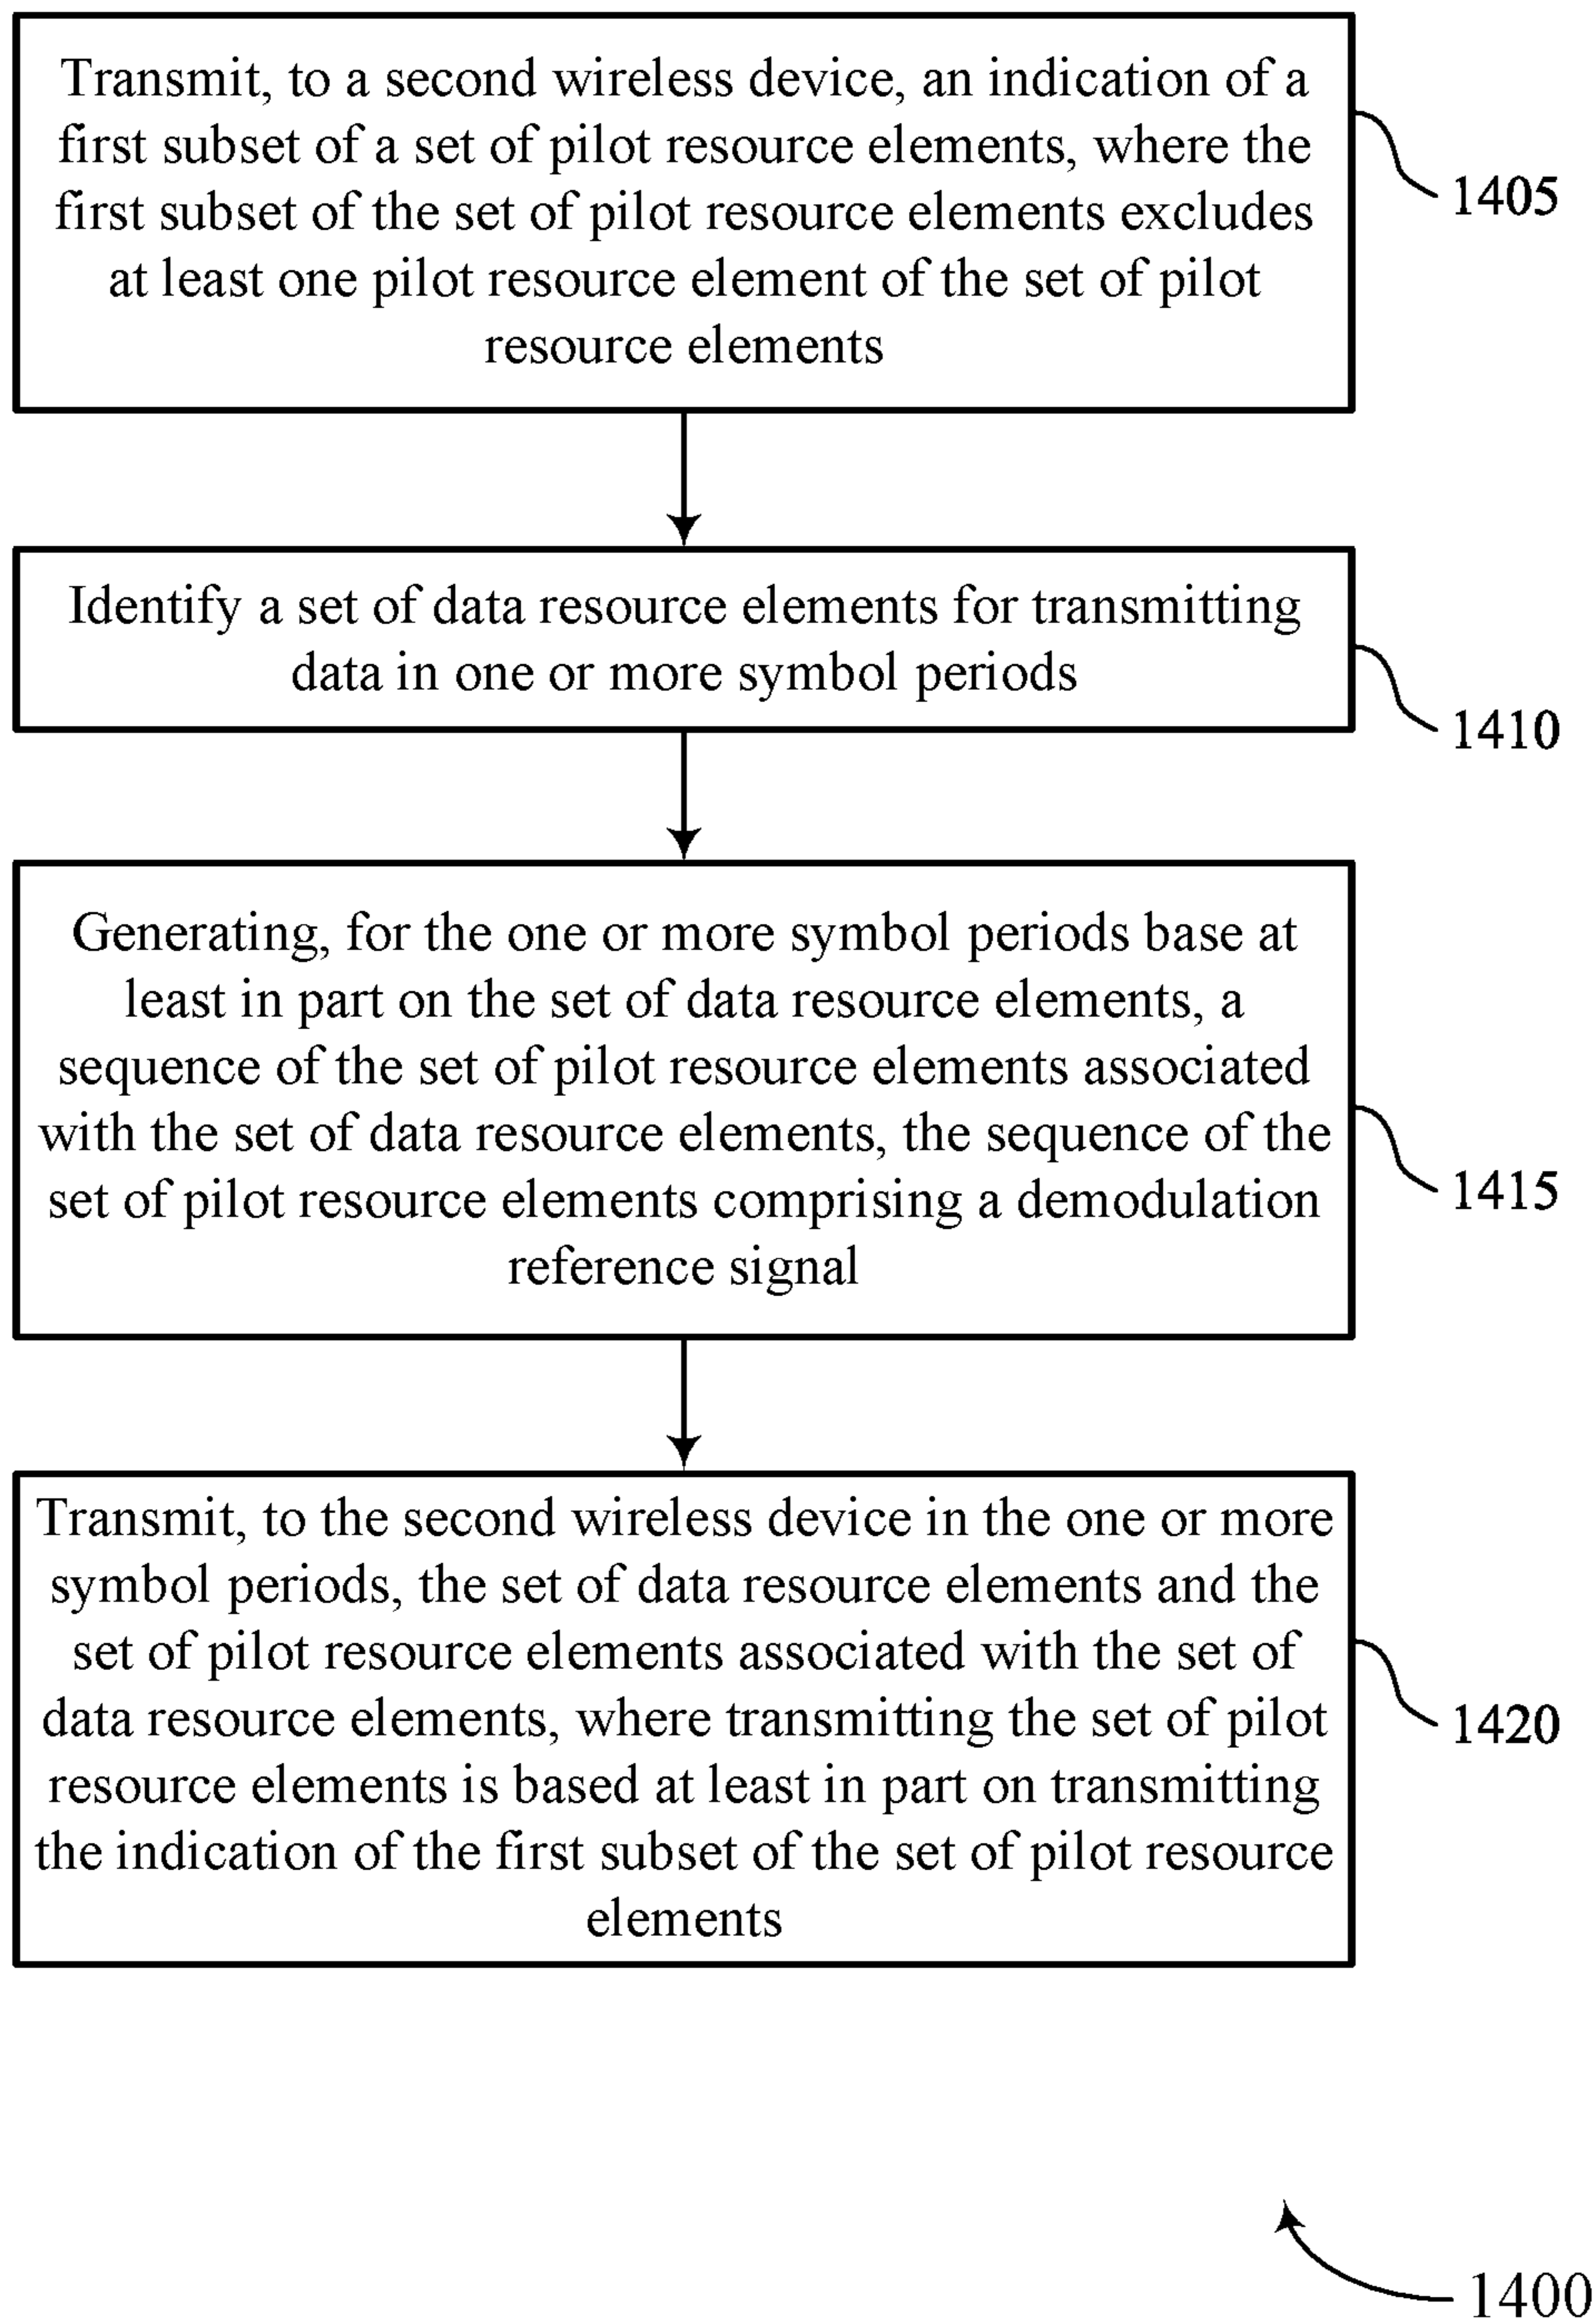 Transmit, to a second wireless device, an indication of a
first subset of a set of pilot resource elements, where the
first subset of the set of pilot resource elements excludes
at least one pilot resource element of the set of pilot
resource elements
1405
Identify a set of data resource elements for transmitting
data in one or more symbol periods
1410
Generating, for the one or more symbol periods base at
least in part on the set of data resource elements, a
sequence of the set of pilot resource elements associated
with the set of data resource elements, the sequence of the
set of pilot resource elements comprising a demodulation
reference signal
1415
Transmit, to the second wireless device in the one or more
symbol periods, the set of data resource elements and the
set of pilot resource elements associated with the set of
data resource elements, where transmitting the set of pilot
resource elements is based at least in part on transmitting
the indication of the first subset of the set of pilot resource
elements
1420
1400